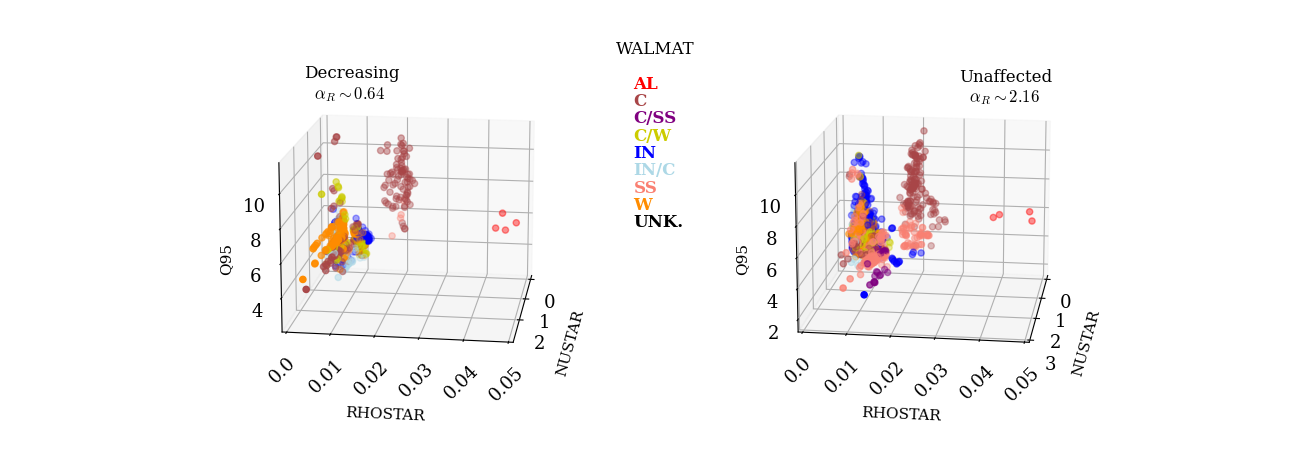 WALMAT
Decreasing
α_R ~ 0.64
Unaffected
α_R ~ 2.16
AL
C
C/SS
C/W
IN
IN/C
SS
W
UNK.
Q95
10
8
6
4
0.0
0.01
0.02
0.03
0.04
0.05
RHOSTAR
0
1
2
NUSTAR
Q95
10
8
6
4
2
0.0
0.01
0.02
0.03
0.04
0.05
RHOSTAR
0
1
2
3
NUSTAR